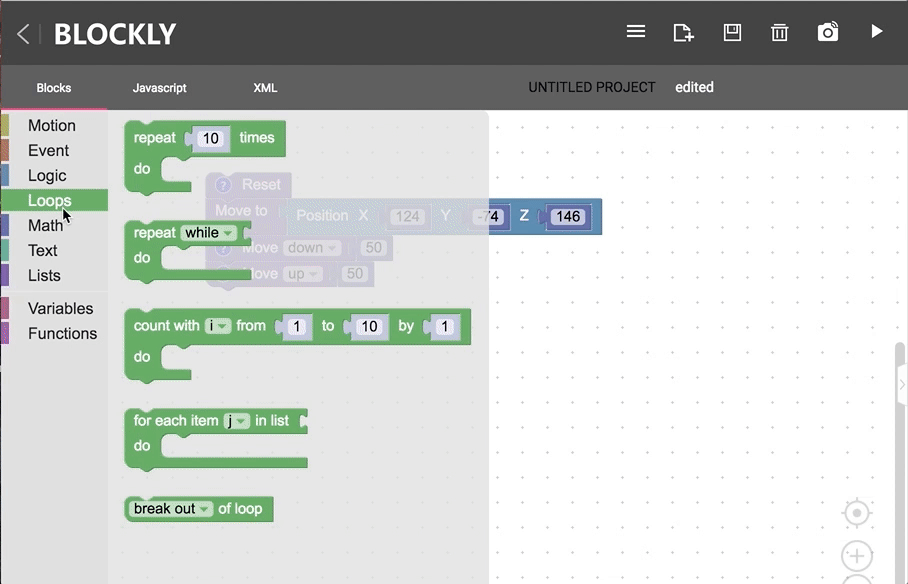 BLOCKLY
Blocks Javascript XML UNTITLED PROJECT edited
Motion
Event
Logic
Loops
Math
Text
Lists
Variables
Functions
repeat 10 times
do
repeat while
do
count with i from 1 to 10 by 1
do
for each item j in list
do
break out of loop
? Reset
Move to Position X 124 Y -74 Z 146
? Move down 50
? Move up 50